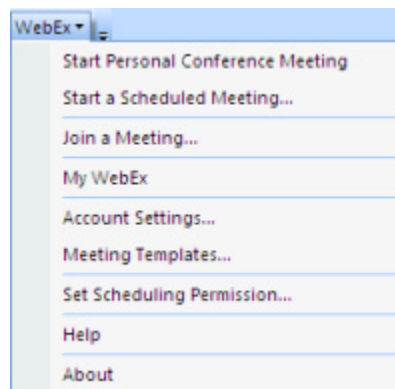 WebEx
Start Personal Conference Meeting
Start a Scheduled Meeting...
Join a Meeting...
My WebEx
Account Settings...
Meeting Templates...
Set Scheduling Permission...
Help
About